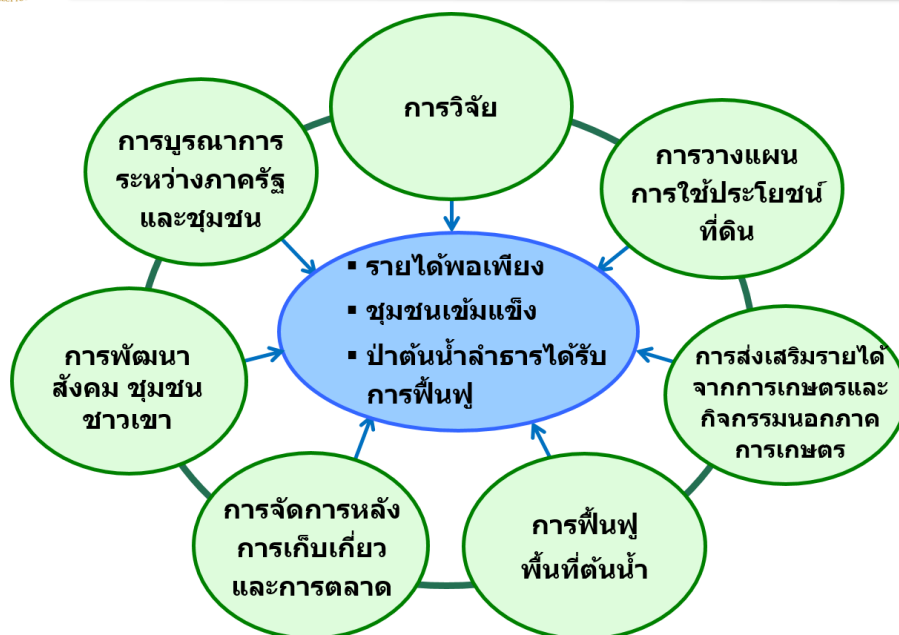 การวิจัย
การบูรณาการ
ระหว่างภาครัฐ
และชุมชน
การวางแผน
การใช้ประโยชน์
ที่ดิน
▪ รายได้พอเพียง
▪ ชุมชนเข้มแข็ง
▪ ป่าต้นน้ำลำธารได้รับ
การฟื้นฟู
การพัฒนา
สังคม ชุมชน
ชาวเขา
การส่งเสริมรายได้
จากการเกษตรและ
กิจกรรมนอกภาค
การเกษตร
การจัดการหลัง
การเก็บเกี่ยว
และการตลาด
การฟื้นฟู
พื้นที่ต้นน้ำ